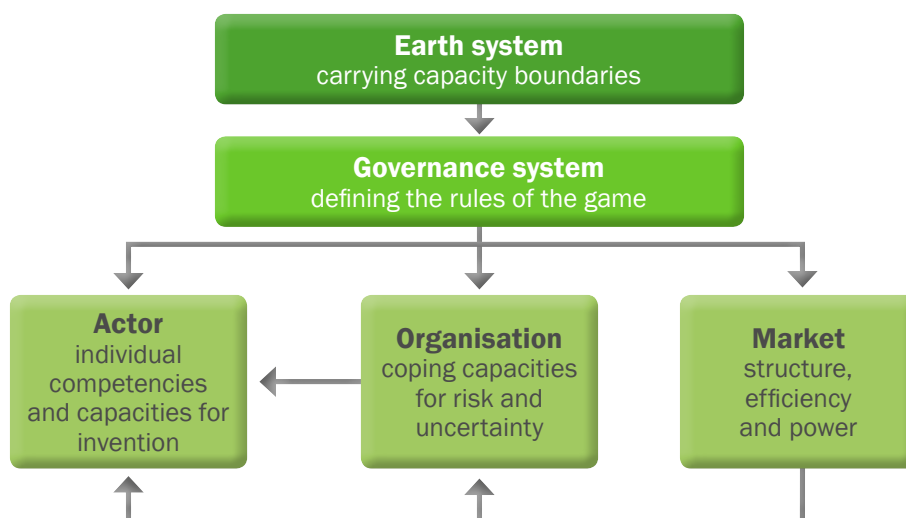 Earth system
carrying capacity boundaries
Governance system
defining the rules of the game
Actor
individual
competencies
and capacities for
invention
Organisation
coping capacities
for risk and
uncertainty
Market
structure,
efficiency
and power